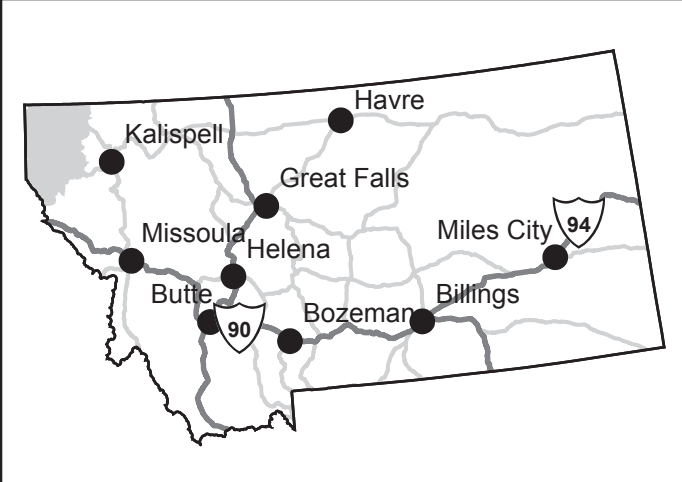 Havre
Kalispell
Great Falls
94
Missoula
Miles City
Helena
Butte
Billings
90
Bozeman